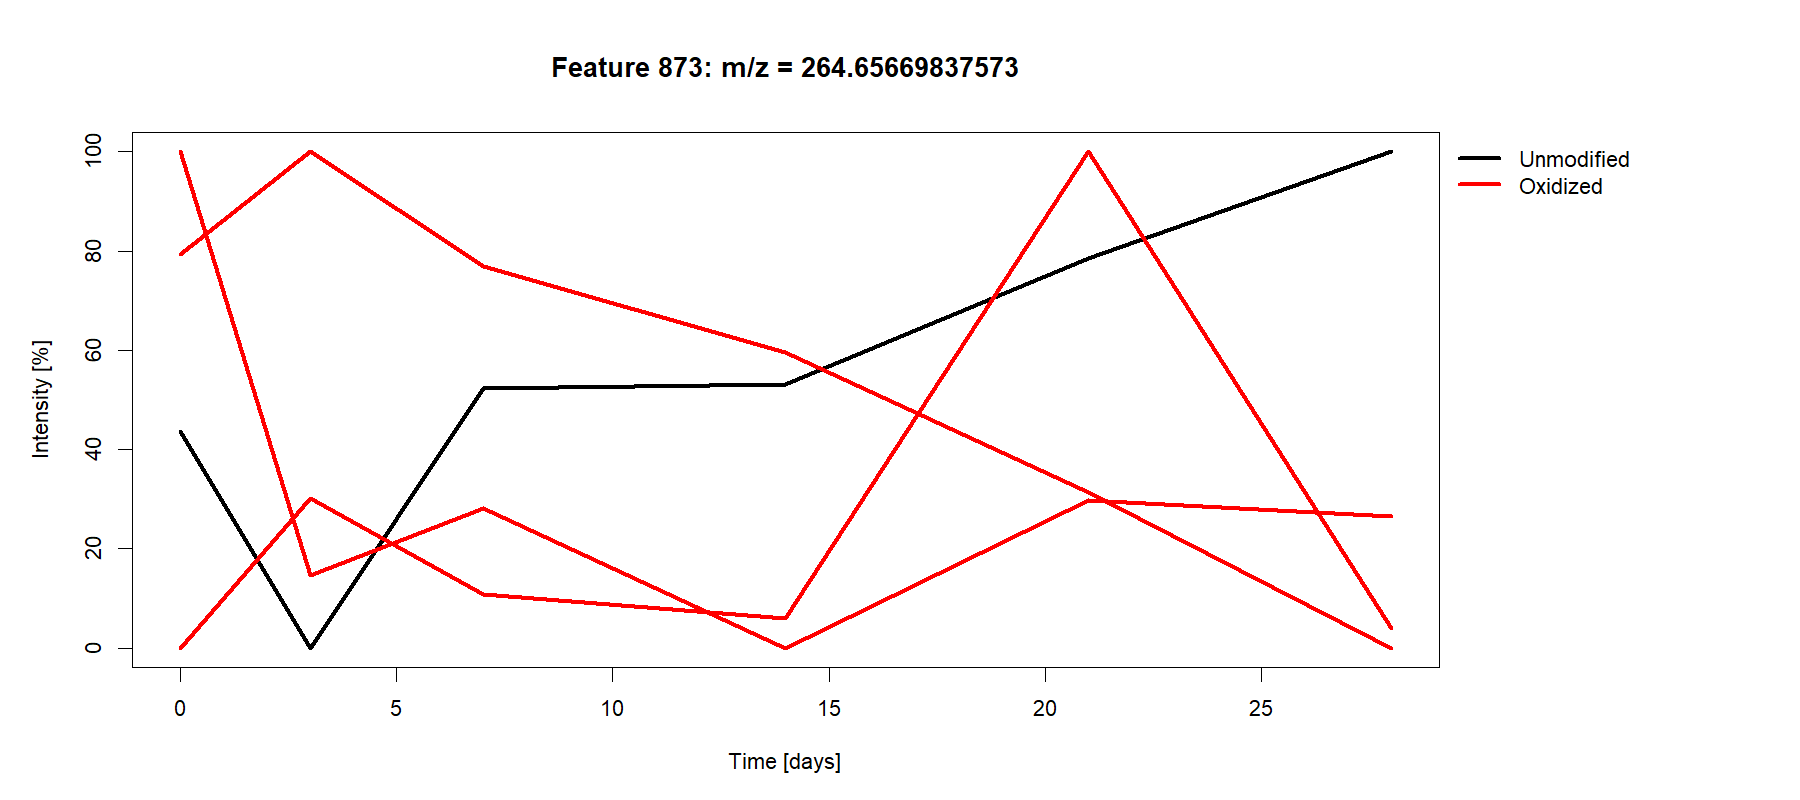 Feature 873: m/z = 264.65669837573
Unmodified
Oxidized
Intensity [%]
100
80
60
40
20
0
0 5 10 15 20 25
Time [days]